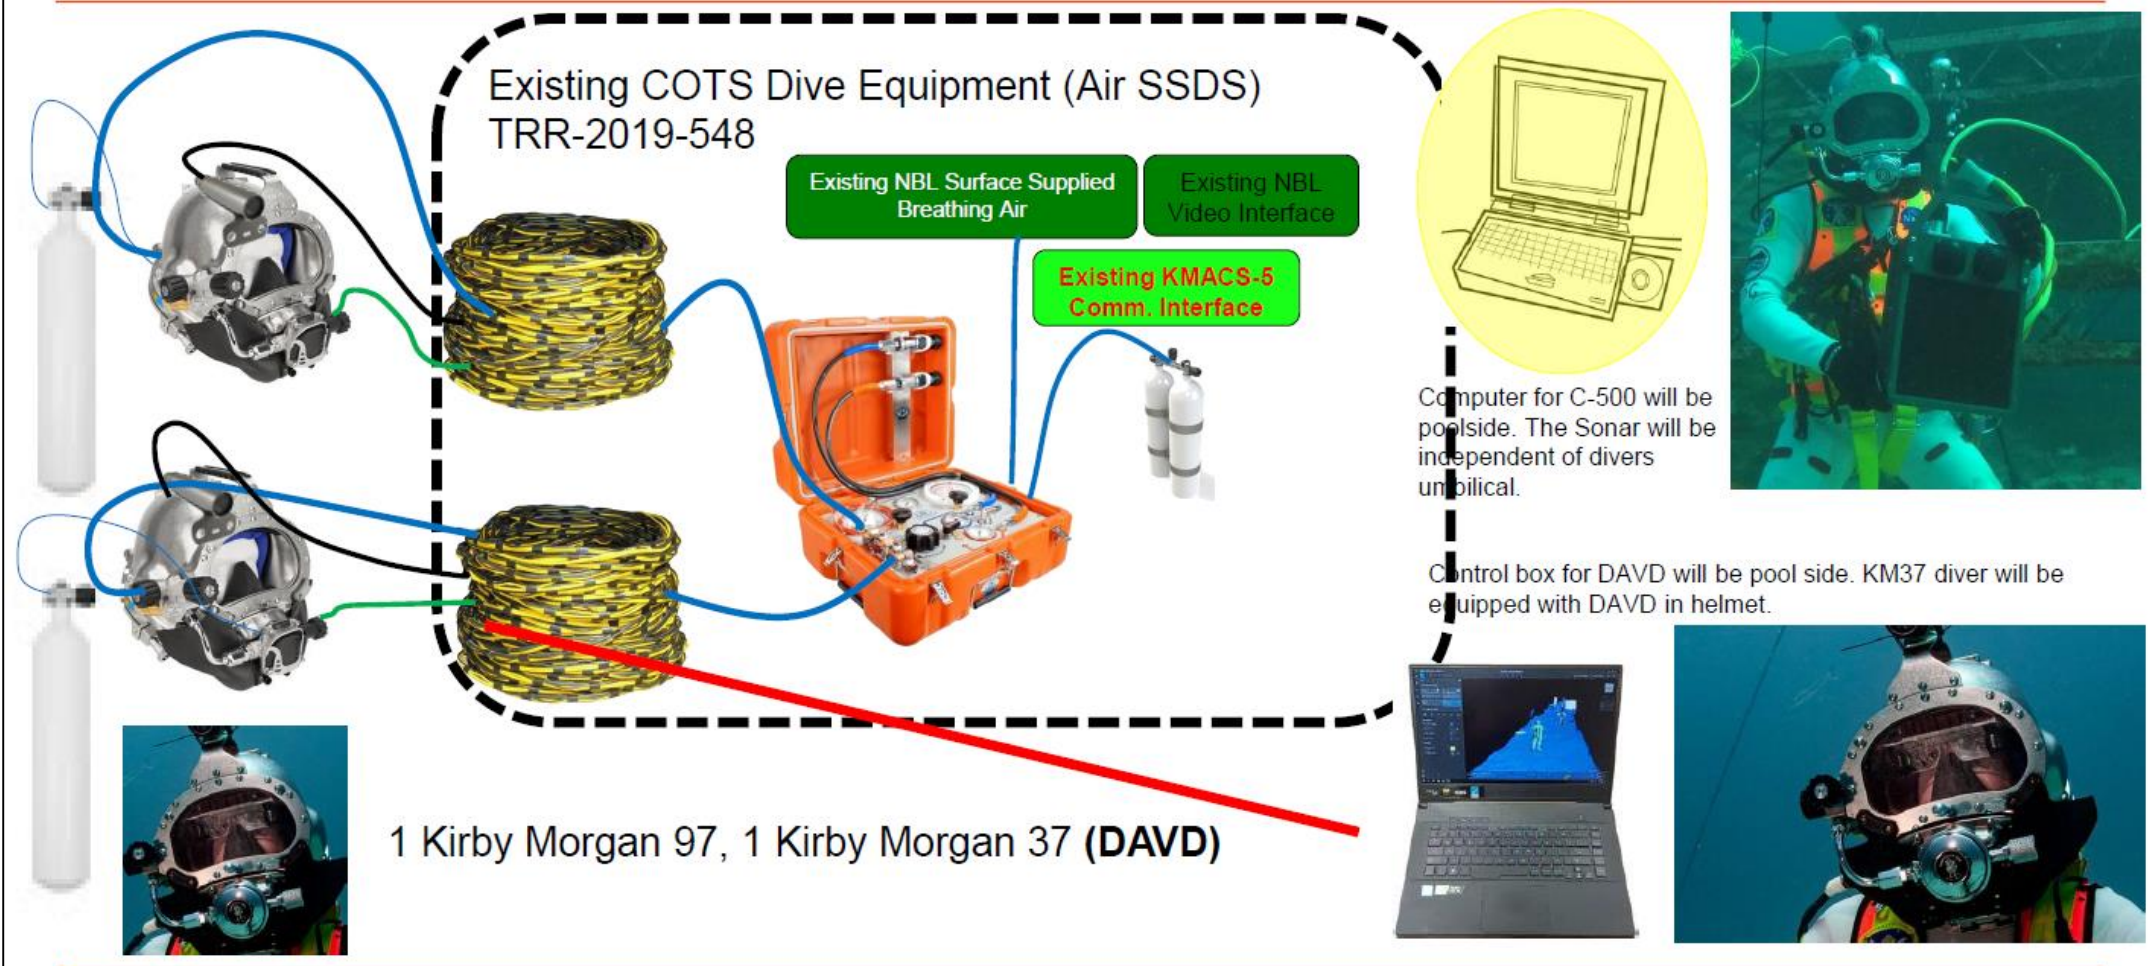 Existing COTS Dive Equipment (Air SSDS)
TRR-2019-548
Existing NBL Surface Supplied
Breathing Air
Existing NBL
Video Interface
Existing KMACS-5
Comm. Interface
Computer for C-500 will be
poolside. The Sonar will be
independent of divers
umbilical.
Control box for DAVD will be pool side. KM37 diver will be
equipped with DAVD in helmet.
1 Kirby Morgan 97, 1 Kirby Morgan 37 (DAVD)